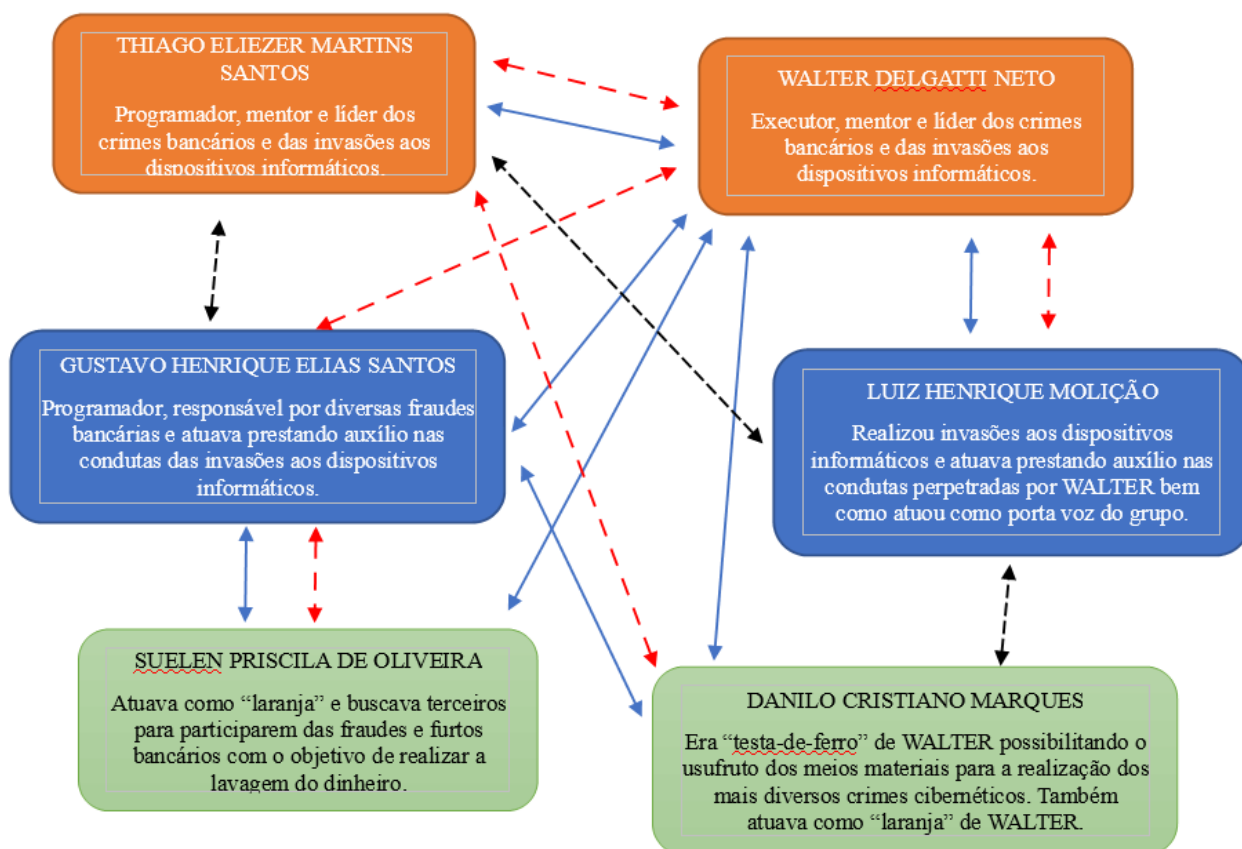 THIAGO ELIEZER MARTINS
SANTOS
Programador, mentor e líder dos
crimes bancários e das invasões aos
dispositivos informáticos.
WALTER DELGATTI NETO
Executor, mentor e líder dos crimes
bancários e das invasões aos
dispositivos informáticos.
GUSTAVO HENRIQUE ELIAS SANTOS
Programador, responsável por diversas fraudes
bancárias e atuava prestando auxílio nas
condutas das invasões aos dispositivos
informáticos.
LUIZ HENRIQUE MOLIÇÃO
Realizou invasões aos dispositivos
informáticos e atuava prestando auxílio nas
condutas perpetradas por WALTER bem
como atuou como porta voz do grupo.
SUELEN PRISCILA DE OLIVEIRA
Atuava como “laranja” e buscava terceiros
para participarem das fraudes e furtos
bancários com o objetivo de realizar a
lavagem do dinheiro.
DANILO CRISTIANO MARQUES
Era “testa-de-ferro” de WALTER possibilitando o
usufruto dos meios materiais para a realização dos
mais diversos crimes cibernéticos. Também
atuava como “laranja” de WALTER.